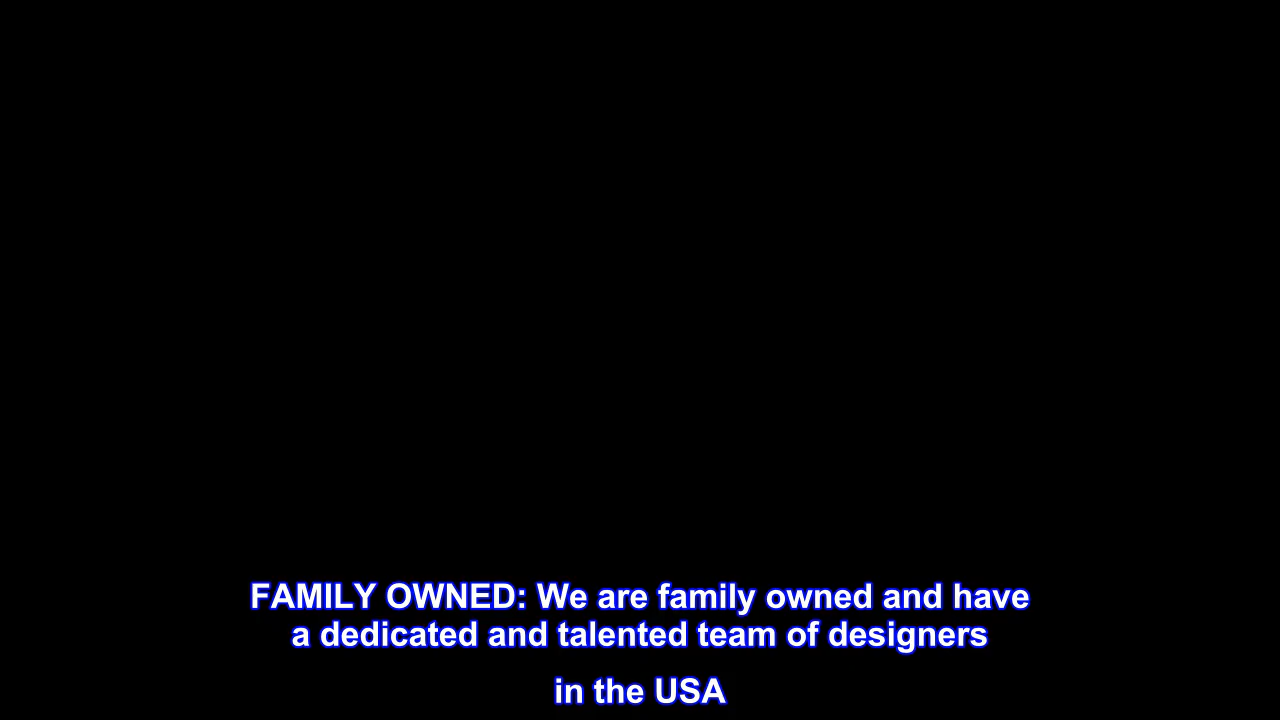 FAMILY OWNED: We are family owned and have
a dedicated and talented team of designers
in the USA